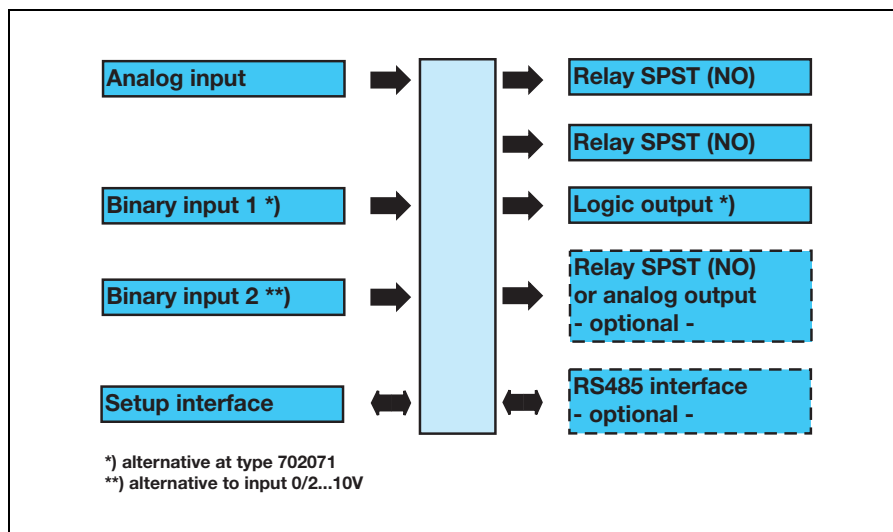 Analog input
Relay SPST (NO)
Relay SPST (NO)
Binary input 1 *)
Logic output *)
Binary input 2 **)
Relay SPST (NO)
or analog output
- optional -
Setup interface
RS485 interface
- optional -
*) alternative at type 702071
**) alternative to input 0/2...10V